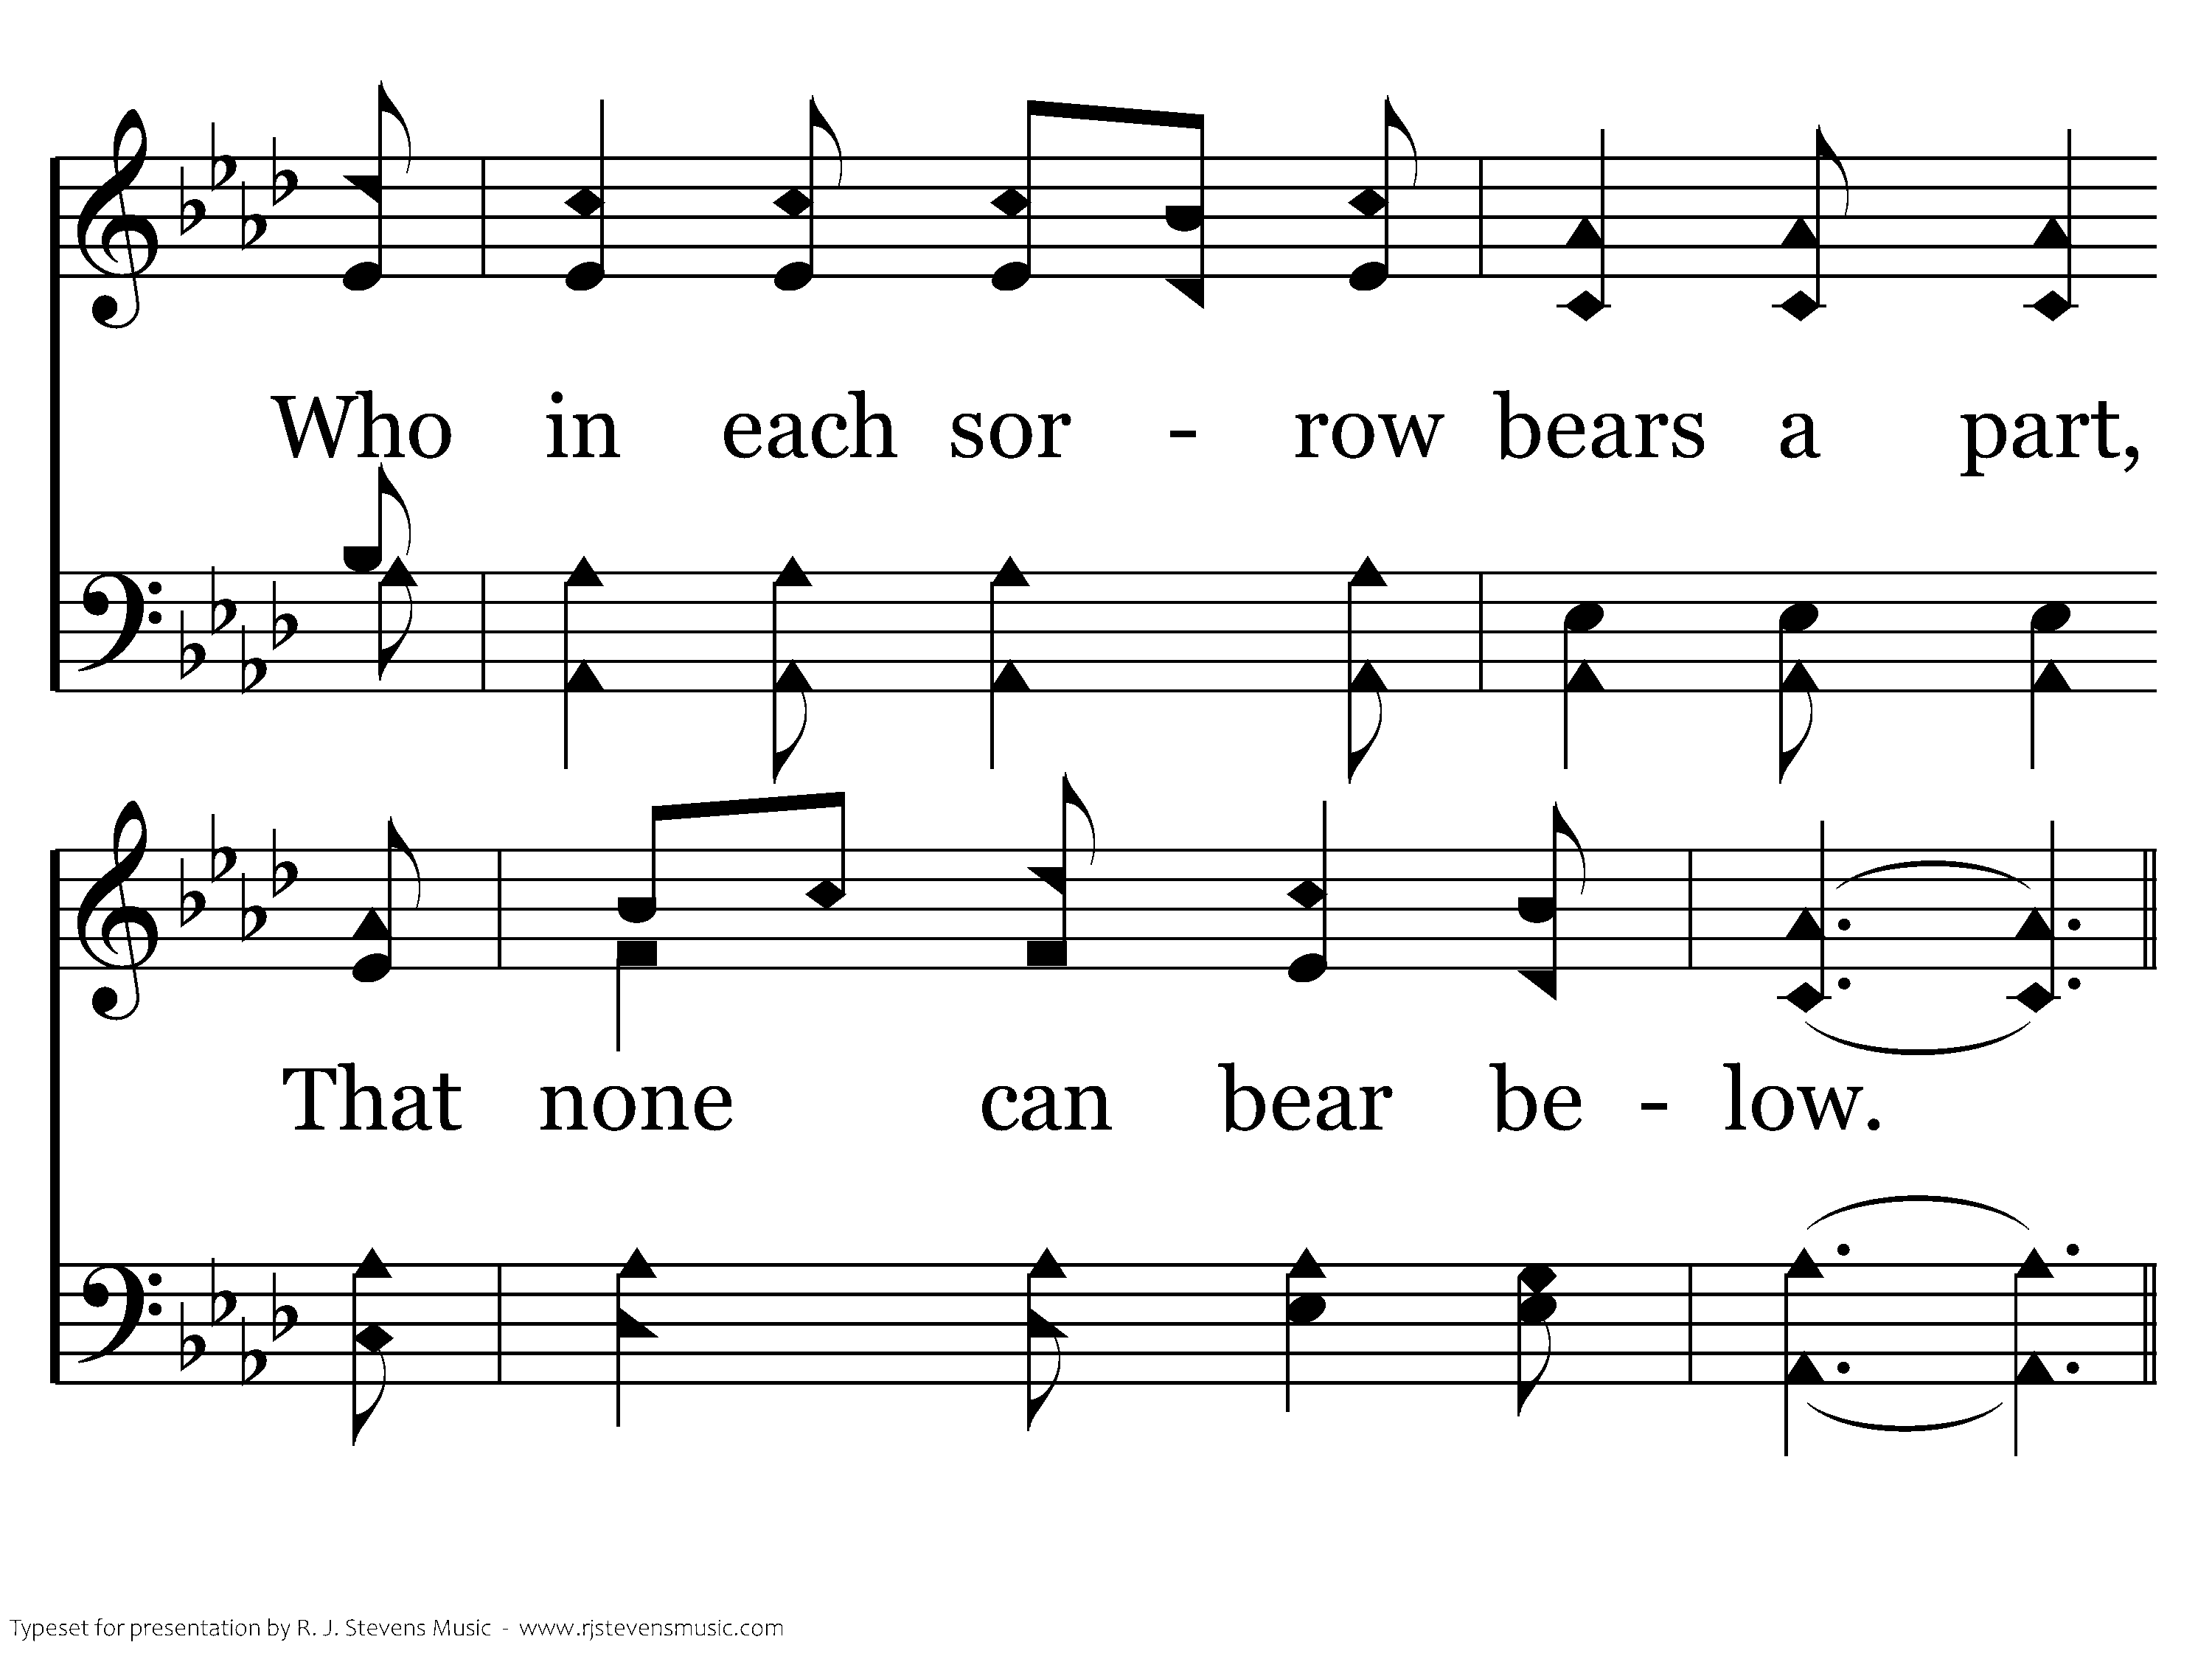 Who in each sor - row bears a part,
That none can bear be - low.
Typeset for presentation by R. J. Stevens Music - www.rjstevensmusic.com